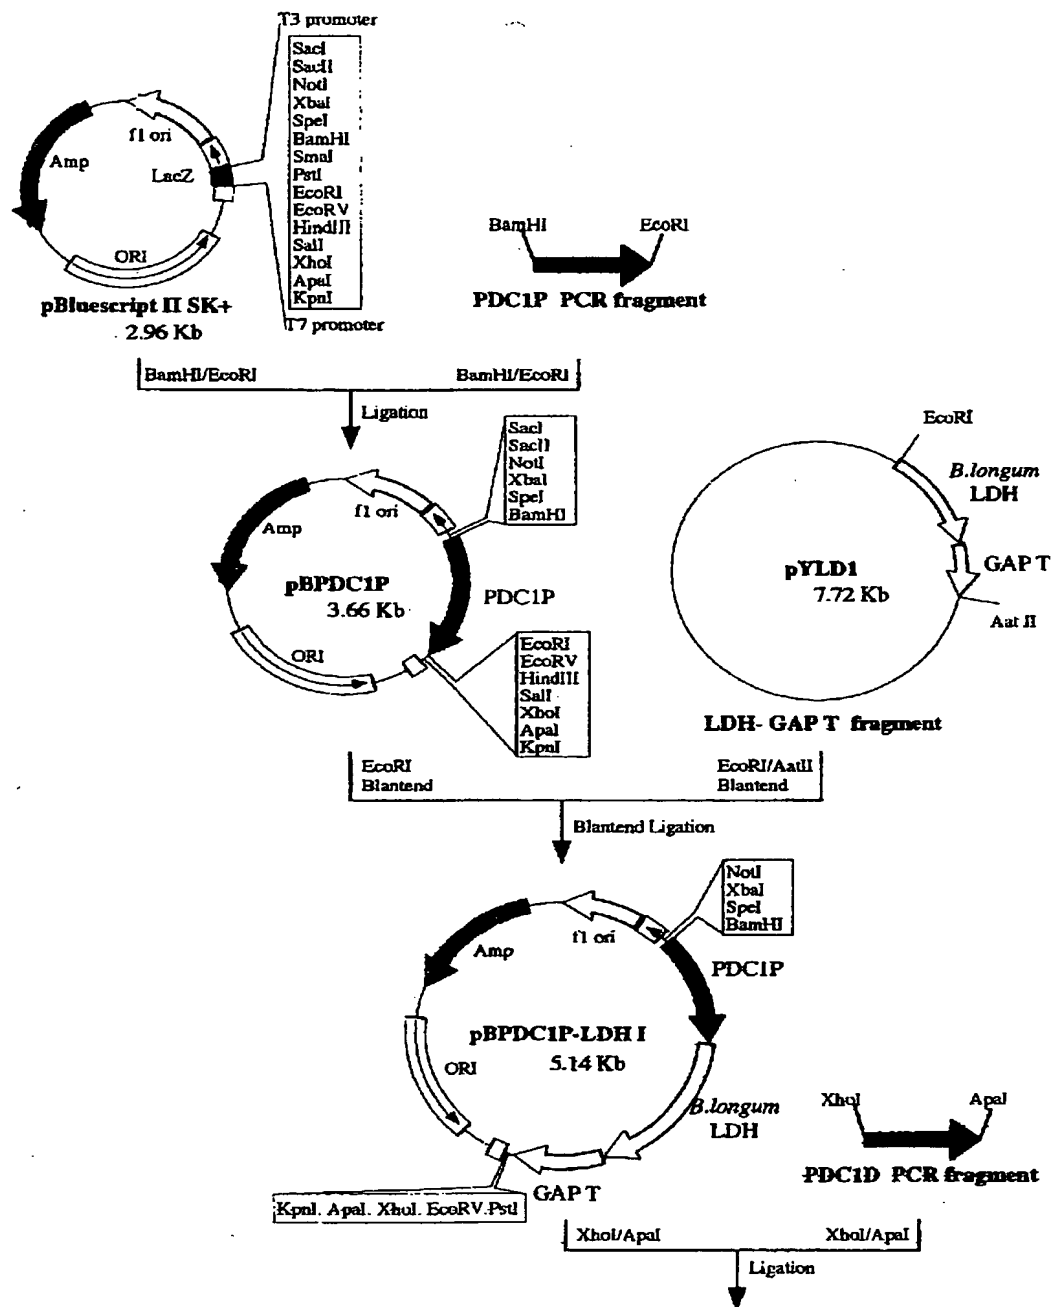 T3 promoter
SacI
SacII
NotI
XbaI
SpeI
BamHI
SmaI
PstI
EcoRI
EcoRV
HindIII
SalI
XhoI
ApaI
KpnI
T7 promoter
f1 ori
Amp
LacZ
ORI
pBluescript II SK+
2.96 Kb
BamHI
EcoRI
PDC1P PCR fragment
BamHI/EcoRI
BamHI/EcoRI
Ligation
SacI
SacII
NotI
XbaI
SpeI
BamHI
f1 ori
Amp
pBPDC1P
3.66 Kb
PDC1P
ORI
EcoRI
EcoRV
HindIII
SalI
XhoI
ApaI
KpnI
EcoRI
B.longum
LDH
GAP T
pYLD1
7.72 Kb
Aat II
LDH- GAP T fragment
EcoRI
Blantend
EcoRI/AatII
Blantend
Blantend Ligation
NotI
XbaI
SpeI
BamHI
f1 ori
Amp
PDC1P
pBPDC1P-LDH I
5.14 Kb
ORI
B.longum
LDH
GAP T
KpnI. ApaI. XhoI. EcoRV.PstI
XhoI
ApaI
PDC1D PCR fragment
XhoI/ApaI
XhoI/ApaI
Ligation